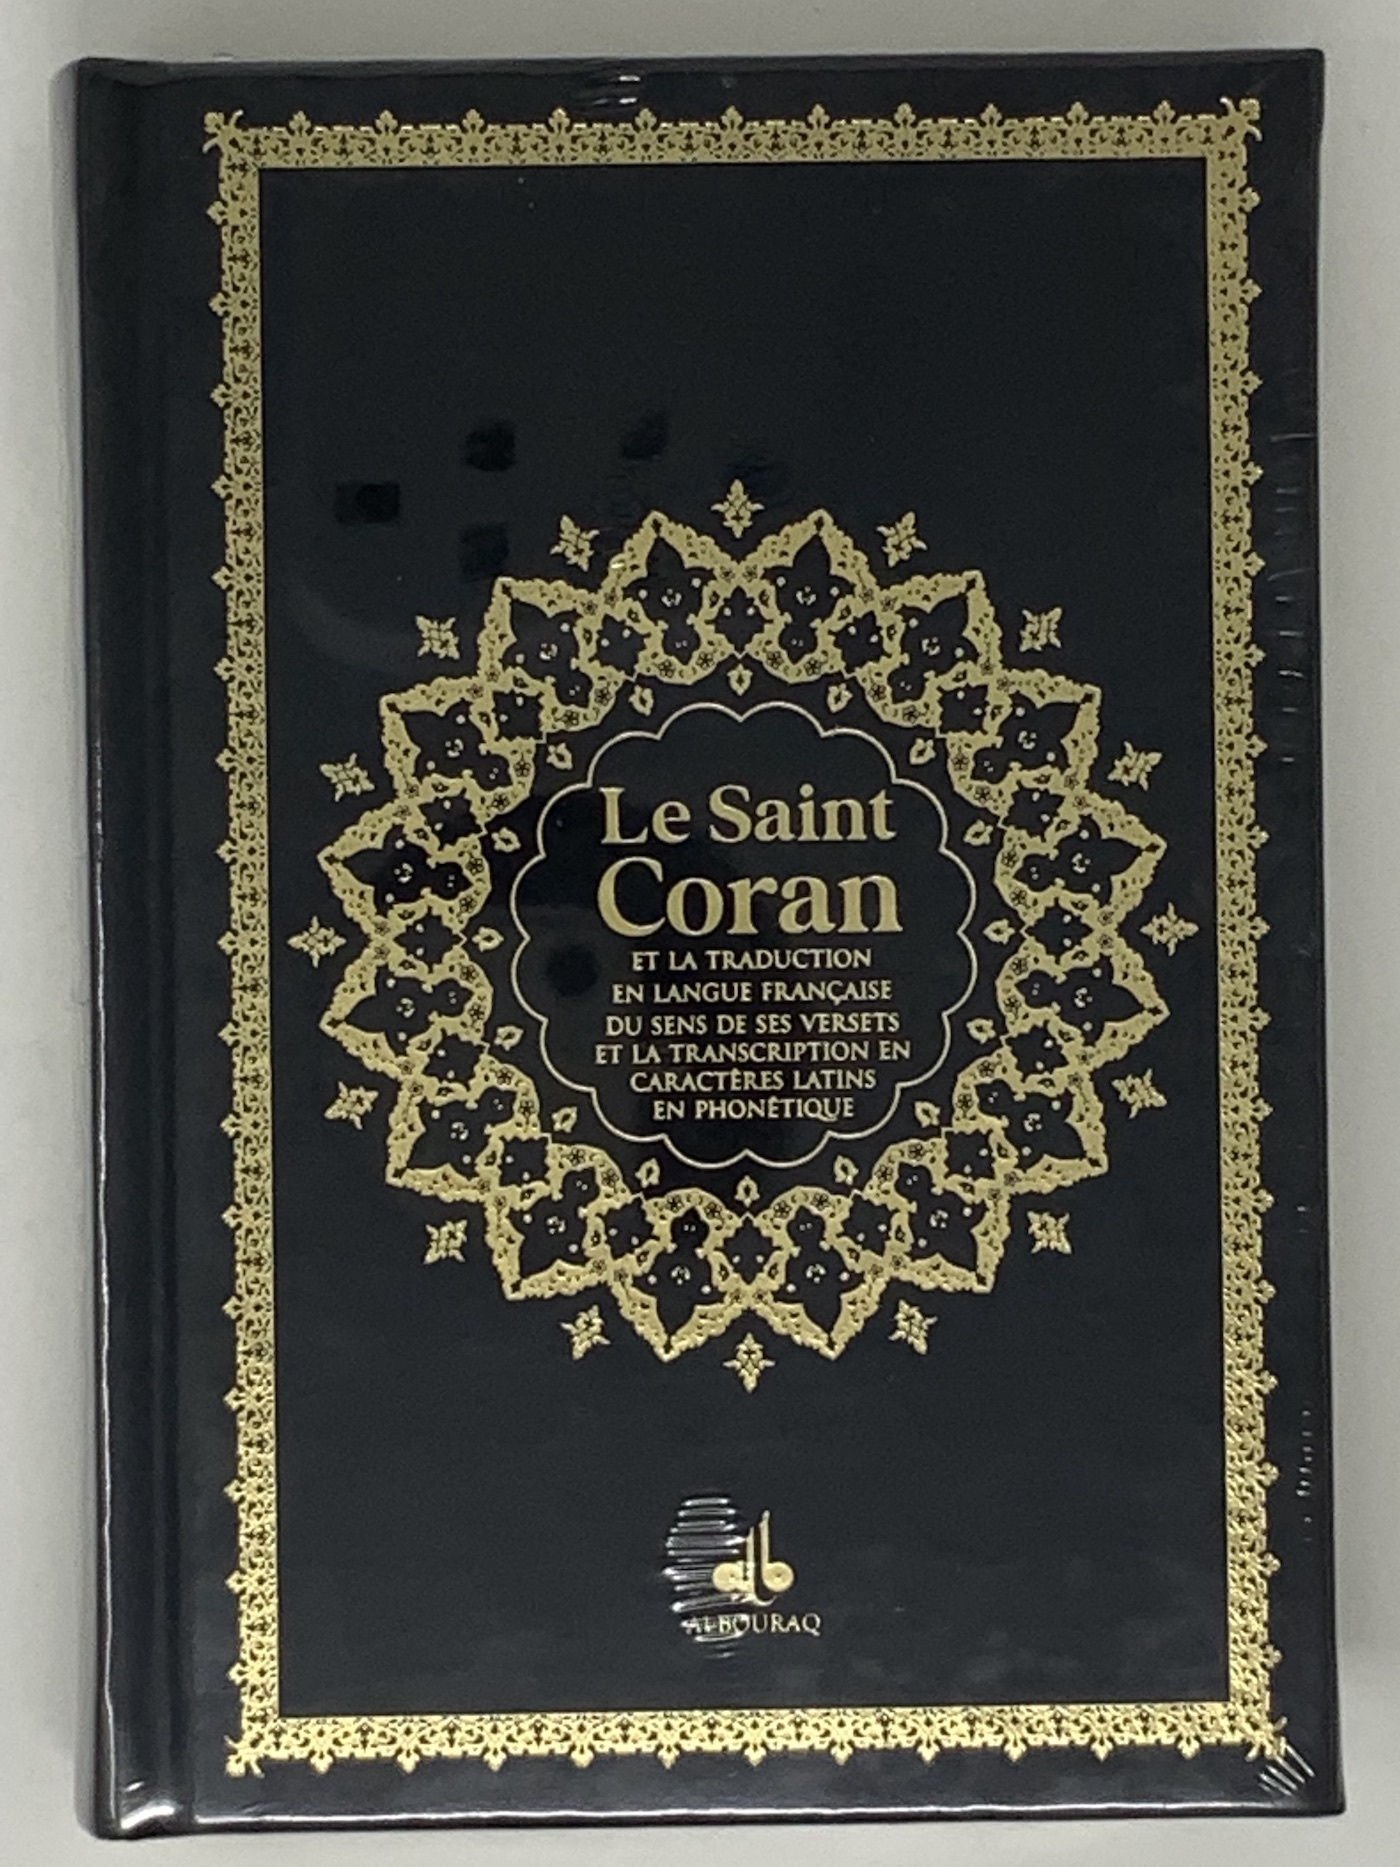 Le Saint
Coran
ET LA TRADUCTION
EN LANGUE FRANÇAISE
DU SENS DE SES VERSETS
ET LA TRANSCRIPTION EN
CARACTÈRES LATINS
EN PHONÉTIQUE
ALBOURAQ